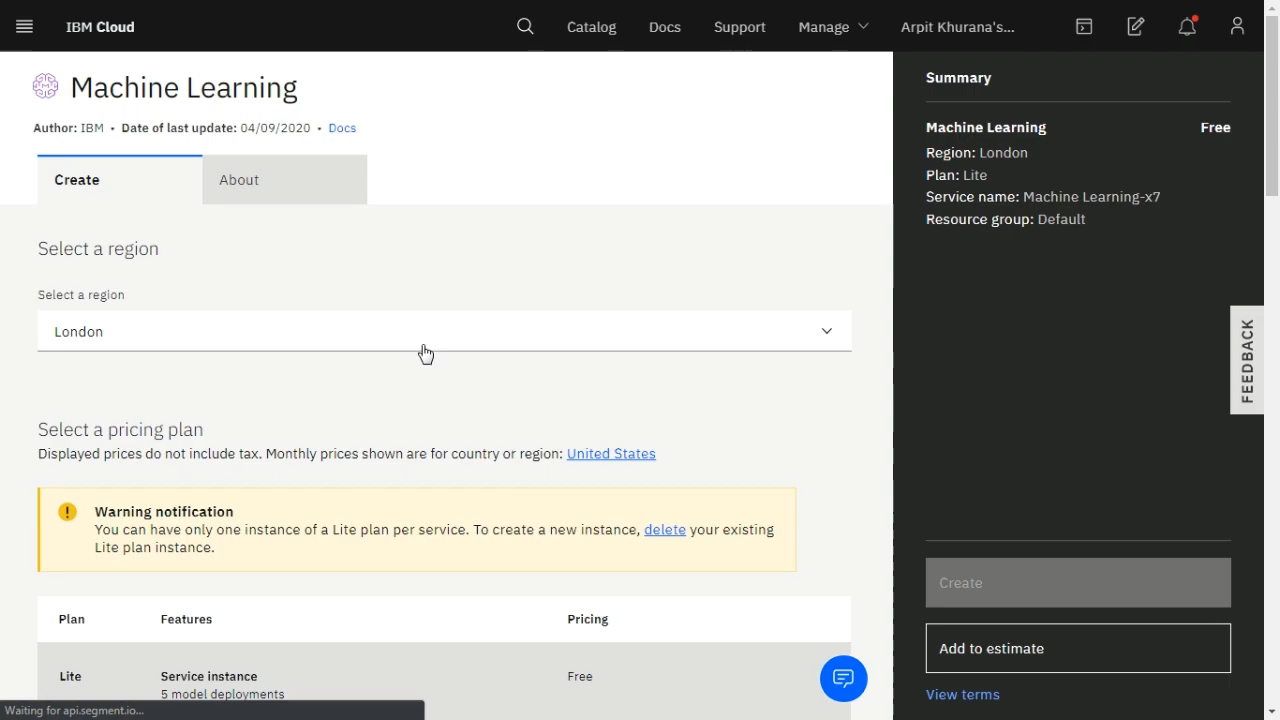 IBM Cloud
Catalog
Docs
Support
Manage
Arpit Khurana's...
Machine Learning
Author: IBM • Date of last update: 04/09/2020 • Docs
Create
About
Select a region
Select a region
London
Select a pricing plan
Displayed prices do not include tax. Monthly prices shown are for country or region: United States
Warning notification
You can have only one instance of a Lite plan per service. To create a new instance, delete your existing
Lite plan instance.
Plan
Features
Pricing
Lite
Service instance
Free
5 model deployments
Waiting for api.segment.io...
Summary
Machine Learning
Free
Region: London
Plan: Lite
Service name: Machine Learning-x7
Resource group: Default
FEEDBACK
Create
Add to estimate
View terms